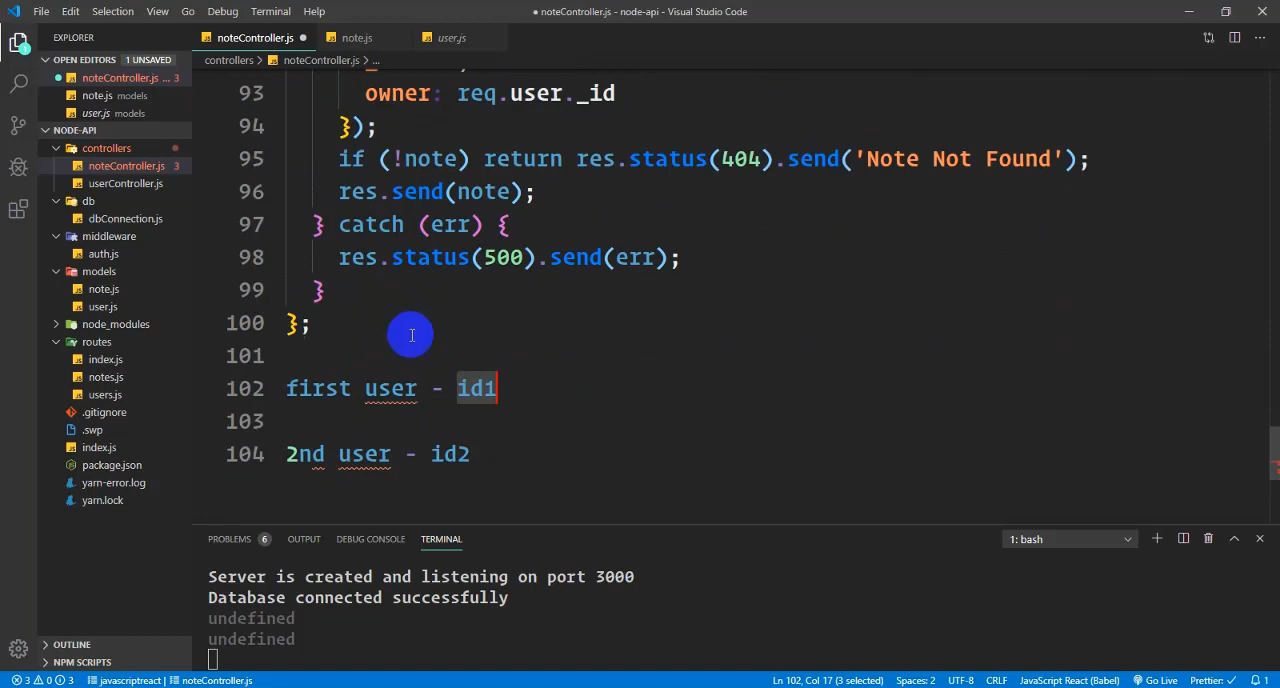 File Edit Selection View Go Debug Terminal Help
● noteController.js - node-api - Visual Studio Code
EXPLORER
OPEN EDITORS 1 UNSAVED
noteController.js ... 3
note.js models
user.js models
NODE-API
controllers
noteController.js 3
userController.js
db
dbConnection.js
middleware
auth.js
models
note.js
user.js
node_modules
routes
index.js
notes.js
users.js
.gitignore
.swp
index.js
package.json
yarn-error.log
yarn.lock
OUTLINE
NPM SCRIPTS
noteController.js ● note.js user.js
controllers > noteController.js > ...
93 owner: req.user._id
94 });
95 if (!note) return res.status(404).send('Note Not Found');
96 res.send(note);
97 } catch (err) {
98 res.status(500).send(err);
99 }
100 };
101
102 first user - id1
103
104 2nd user - id2
PROBLEMS 6 OUTPUT DEBUG CONSOLE TERMINAL 1: bash
Server is created and listening on port 3000
Database connected successfully
undefined
undefined
3 0 3 javascriptreact | noteController.js Ln 102, Col 17 (3 selected) Spaces: 2 UTF-8 CRLF JavaScript React (Babel) Go Live Prettier: ✓ 1